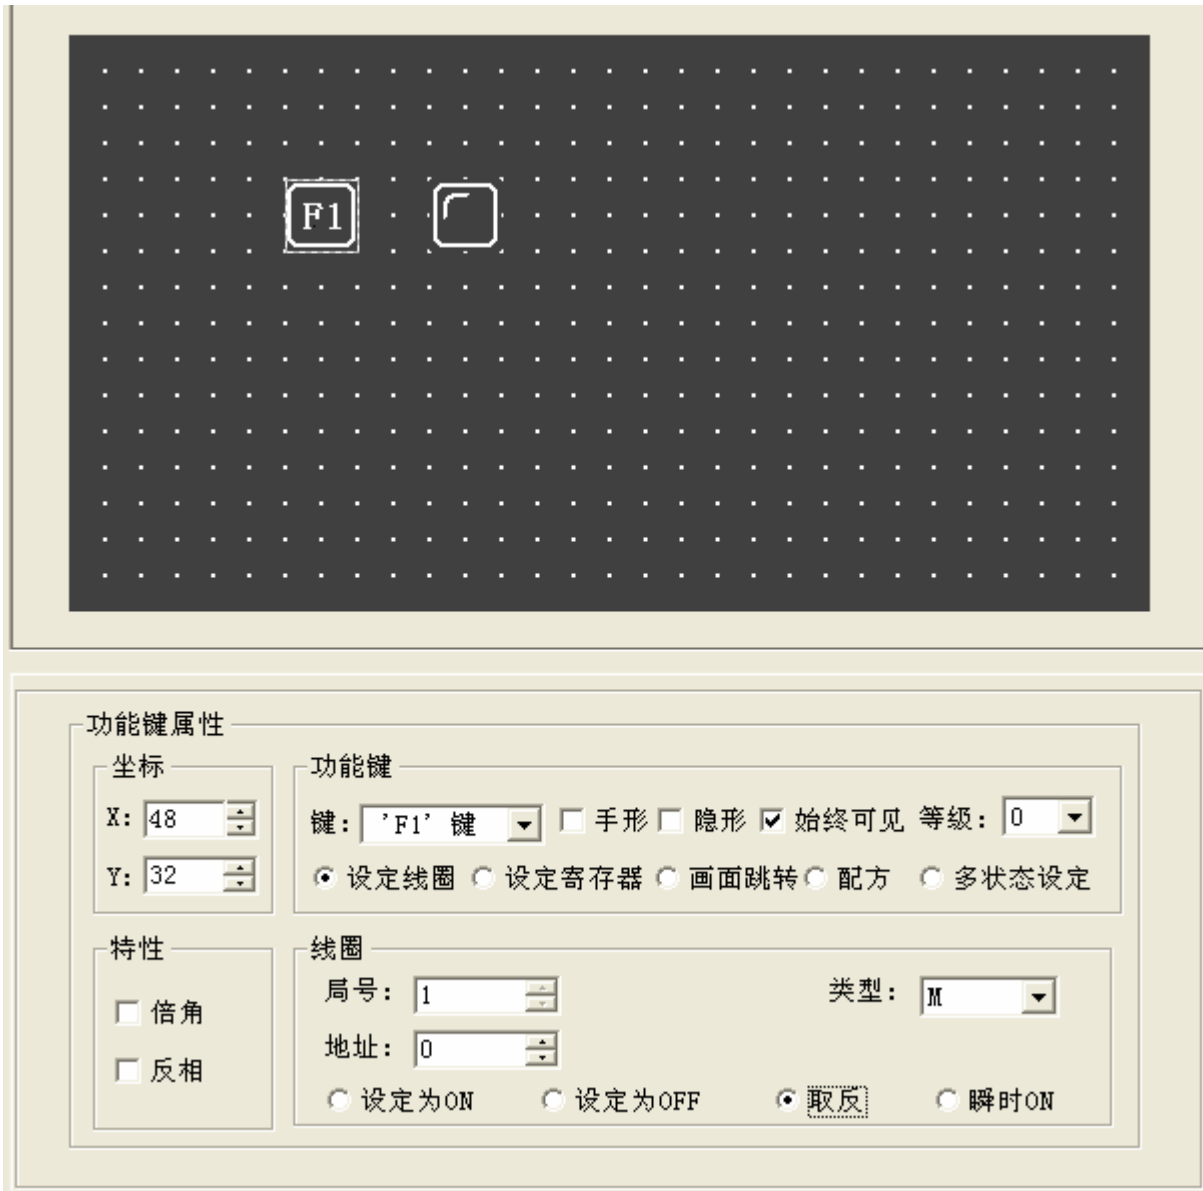 F1
功能键属性
坐标
X: 48
Y: 32
功能键
键: 'F1' 键 手形 隐形 始终可见 等级: 0
设定线圈 设定寄存器 画面跳转 配方 多状态设定
特性
倍角
反相
线圈
局号: 1 类型: M
地址: 0
设定为ON 设定为OFF 取反 瞬时ON